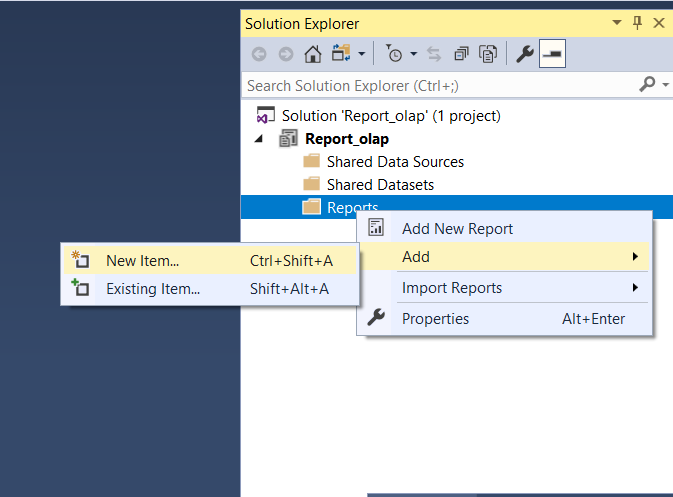 Solution Explorer
Search Solution Explorer (Ctrl+;)
Solution 'Report_olap' (1 project)
Report_olap
Shared Data Sources
Shared Datasets
Reports
Add New Report
Add
Import Reports
Properties Alt+Enter
New Item... Ctrl+Shift+A
Existing Item... Shift+Alt+A